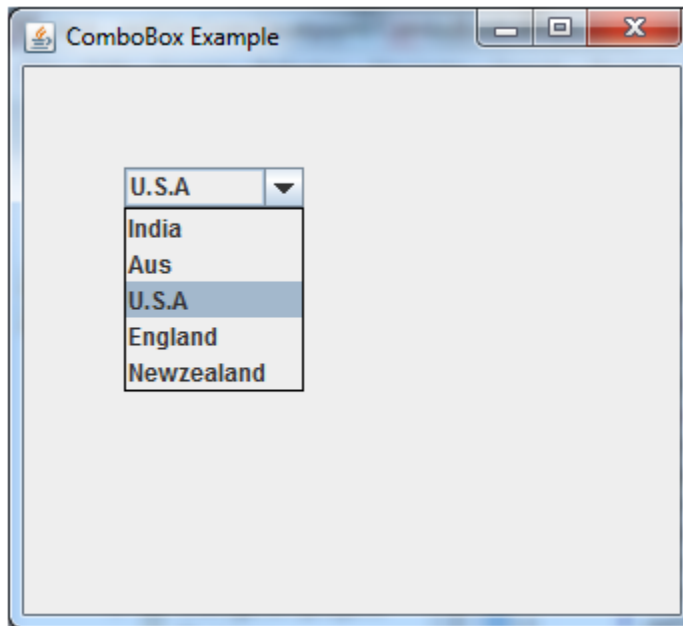 ComboBox Example
U.S.A
India
Aus
U.S.A
England
Newzealand